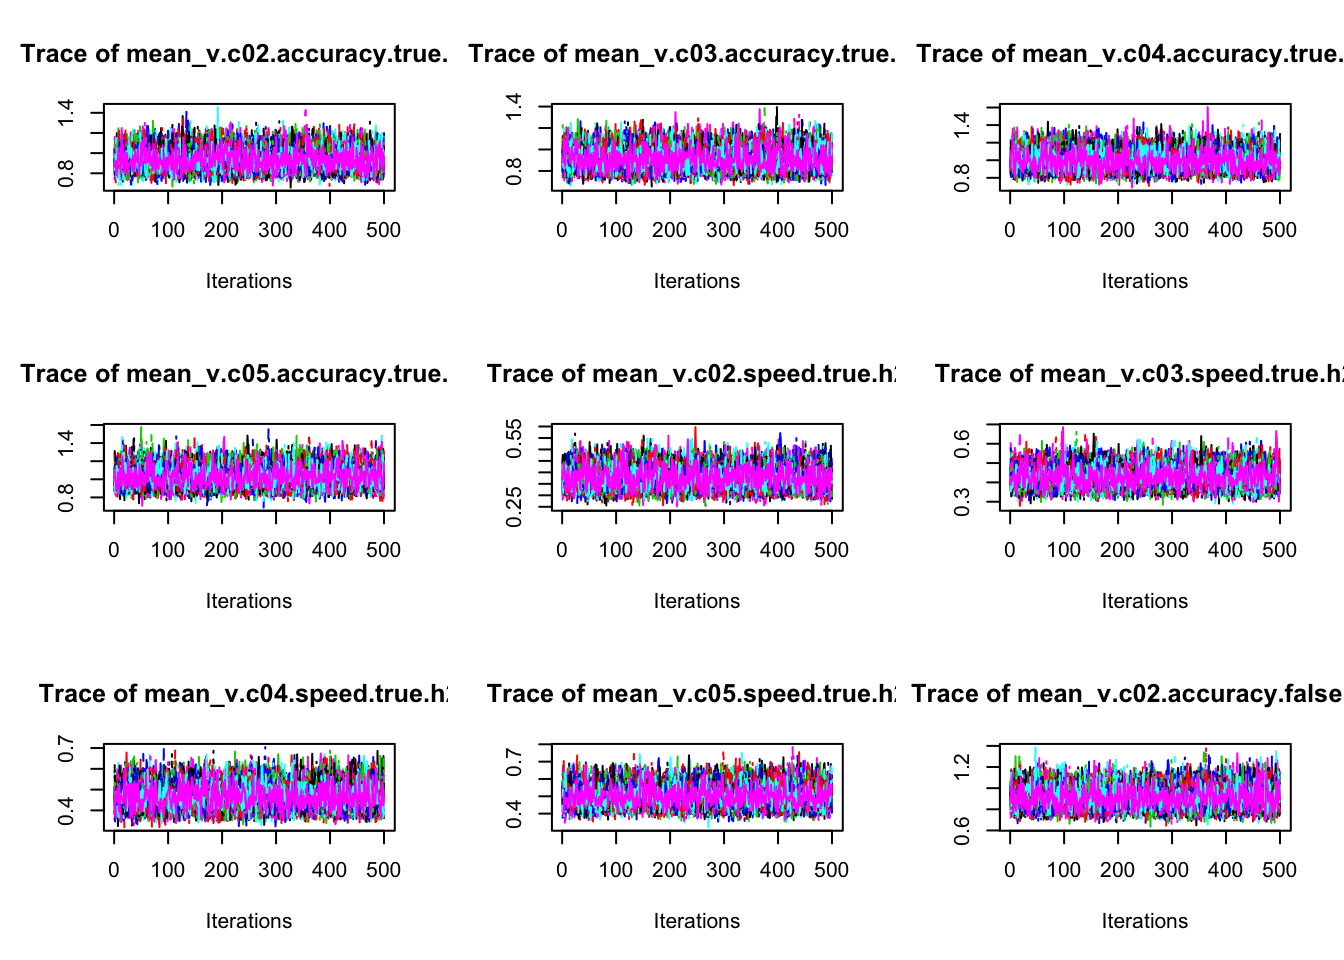 Trace of mean_v.c02.accuracy.true.
1.4
0.8
0 100 200 300 400 500
Iterations
Trace of mean_v.c03.accuracy.true.
1.4
0.8
0 100 200 300 400 500
Iterations
Trace of mean_v.c04.accuracy.true.
1.4
0.8
0 100 200 300 400 500
Iterations
Trace of mean_v.c05.accuracy.true.
1.4
0.8
0 100 200 300 400 500
Iterations
Trace of mean_v.c02.speed.true.h
0.55
0.25
0 100 200 300 400 500
Iterations
Trace of mean_v.c03.speed.true.h
0.6
0.3
0 100 200 300 400 500
Iterations
Trace of mean_v.c04.speed.true.h
0.7
0.4
0 100 200 300 400 500
Iterations
Trace of mean_v.c05.speed.true.h
0.7
0.4
0 100 200 300 400 500
Iterations
Trace of mean_v.c02.accuracy.false
1.2
0.6
0 100 200 300 400 500
Iterations